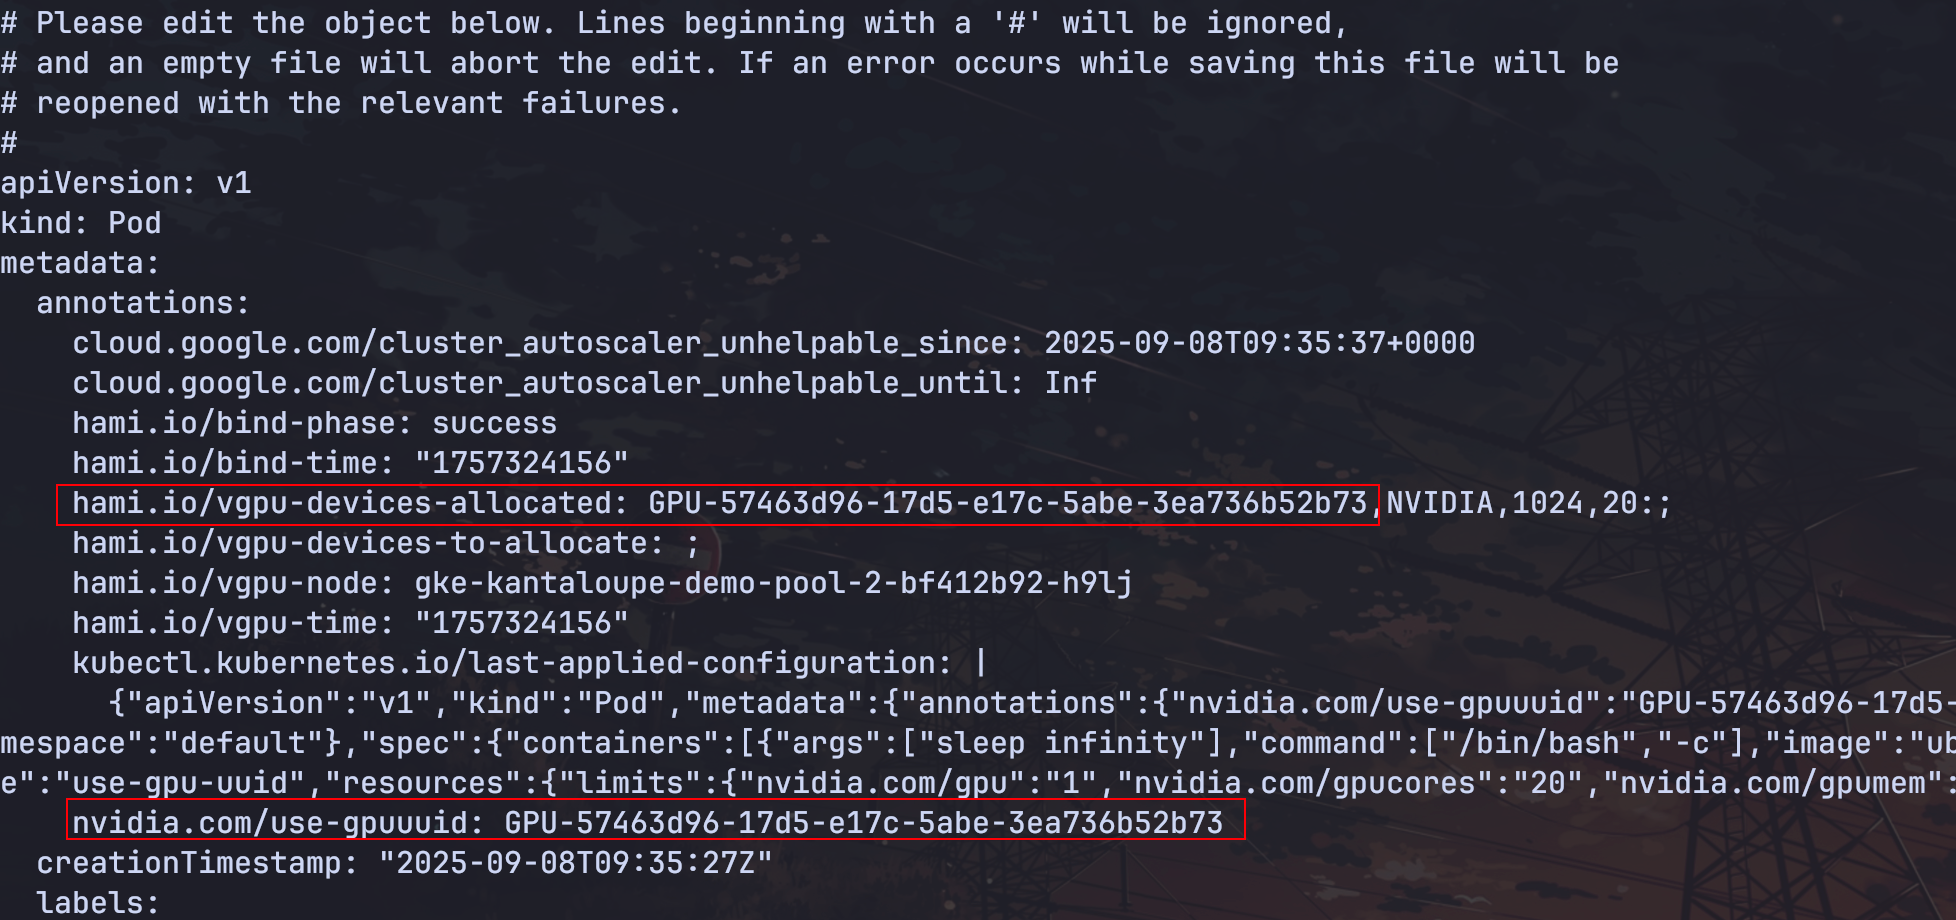 # Please edit the object below. Lines beginning with a '#' will be ignored,
# and an empty file will abort the edit. If an error occurs while saving this file will be
# reopened with the relevant failures.
#
apiVersion: v1
kind: Pod
metadata:
  annotations:
    cloud.google.com/cluster_autoscaler_unhelpable_since: 2025-09-08T09:35:37+0000
    cloud.google.com/cluster_autoscaler_unhelpable_until: Inf
    hami.io/bind-phase: success
    hami.io/bind-time: "1757324156"
    hami.io/vgpu-devices-allocated: GPU-57463d96-17d5-e17c-5abe-3ea736b52b73,NVIDIA,1024,20:;
    hami.io/vgpu-devices-to-allocate: ;
    hami.io/vgpu-node: gke-kantaloupe-demo-pool-2-bf412b92-h9lj
    hami.io/vgpu-time: "1757324156"
    kubectl.kubernetes.io/last-applied-configuration: |
      {"apiVersion":"v1","kind":"Pod","metadata":{"annotations":{"nvidia.com/use-gpuuuid":"GPU-57463d96-17d5-
mespace":"default"},"spec":{"containers":[{"args":["sleep infinity"],"command":["/bin/bash","-c"],"image":"ub
e":"use-gpu-uuid","resources":{"limits":{"nvidia.com/gpu":"1","nvidia.com/gpucores":"20","nvidia.com/gpumem":
    nvidia.com/use-gpuuuid: GPU-57463d96-17d5-e17c-5abe-3ea736b52b73
  creationTimestamp: "2025-09-08T09:35:27Z"
  labels: